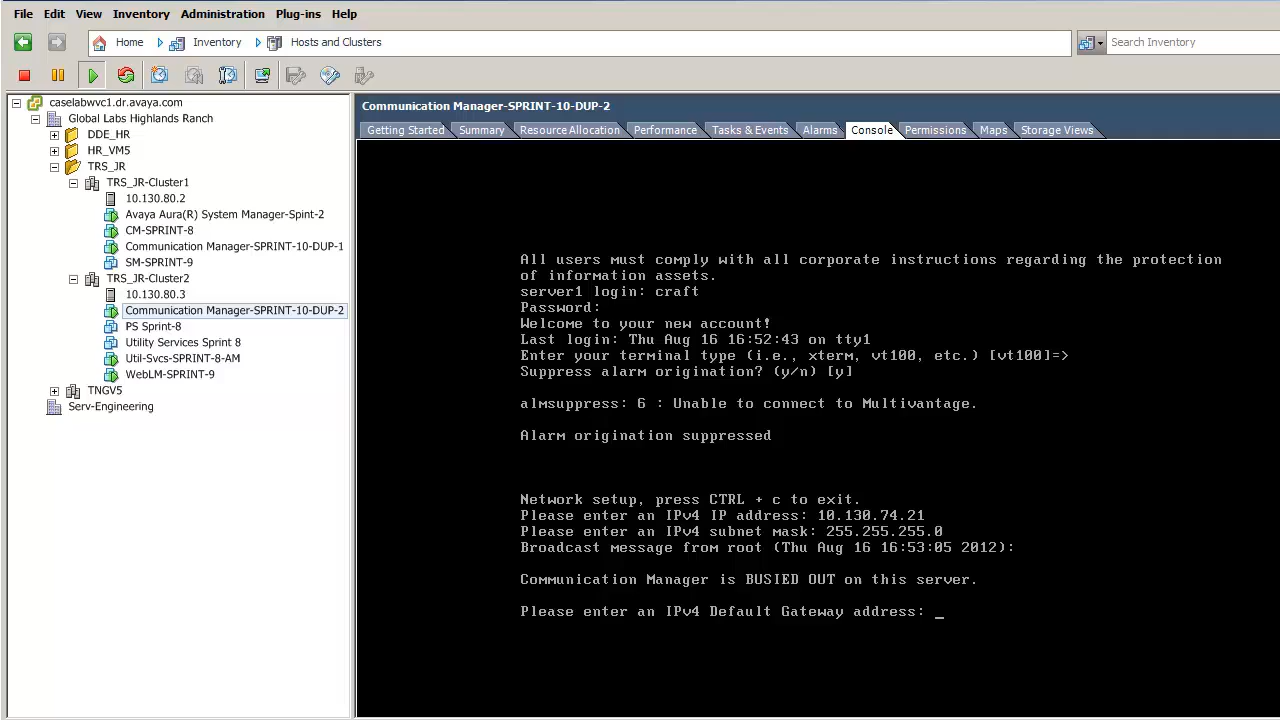 File Edit View Inventory Administration Plug-ins Help
Home Inventory Hosts and Clusters Search Inventory
caselabwvc1.dr.avaya.com
Global Labs Highlands Ranch
DDE_HR
HR_VM5
TRS_JR
TRS_JR-Cluster1
10.130.80.2
Avaya Aura(R) System Manager-Spint-2
CM-SPRINT-8
Communication Manager-SPRINT-10-DUP-1
SM-SPRINT-9
TRS_JR-Cluster2
10.130.80.3
Communication Manager-SPRINT-10-DUP-2
PS Sprint-8
Utility Services Sprint 8
Util-Svcs-SPRINT-8-AM
WebLM-SPRINT-9
TNGV5
Serv-Engineering
Communication Manager-SPRINT-10-DUP-2
Getting Started Summary Resource Allocation Performance Tasks & Events Alarms Console Permissions Maps Storage Views
All users must comply with all corporate instructions regarding the protection
of information assets.
server1 login: craft
Password:
Welcome to your new account!
Last login: Thu Aug 16 16:52:43 on tty1
Enter your terminal type (i.e., xterm, vt100, etc.) [vt100]=>
Suppress alarm origination? (y/n) [y]
almsuppress: 6 : Unable to connect to Multivantage.
Alarm origination suppressed
Network setup, press CTRL + c to exit.
Please enter an IPv4 IP address: 10.130.74.21
Please enter an IPv4 subnet mask: 255.255.255.0
Broadcast message from root (Thu Aug 16 16:53:05 2012):
Communication Manager is BUSIED OUT on this server.
Please enter an IPv4 Default Gateway address: _